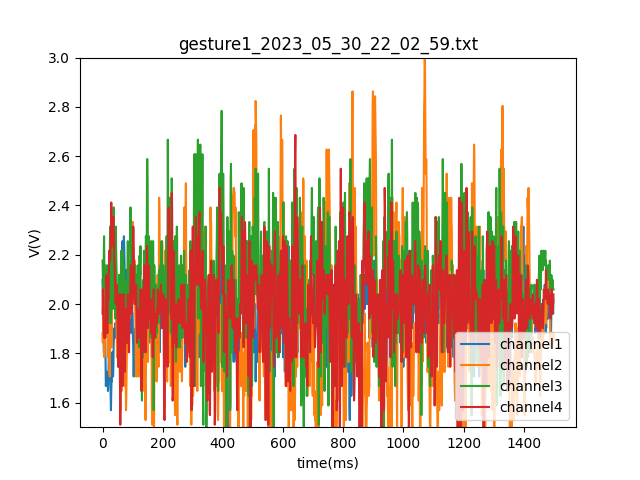 gesture1_2023_05_30_22_02_59.txt
3.0
2.8
2.6
2.4
2.2
2.0
1.8
1.6
V(V)
channel1
channel2
channel3
channel4
0 200 400 600 800 1000 1200 1400
time(ms)